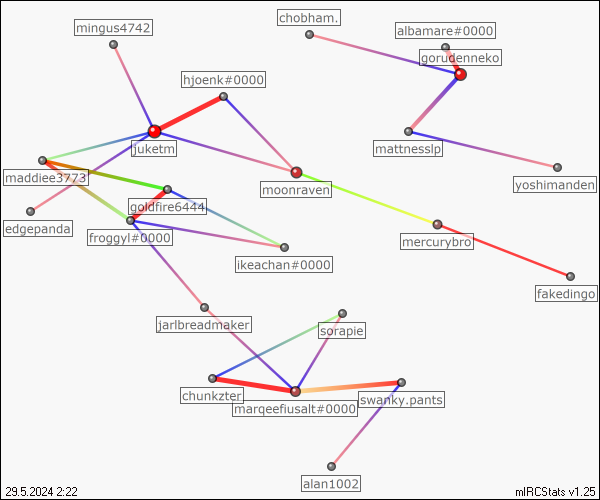 chobham.
mingus4742
albamare#0000
gorudenneko
hjoenk#0000
juketm
mattnesslp
maddiee3773
moonraven
yoshimanden
goldfire6444
edgepanda
froggyl#0000
mercurybro
ikeachan#0000
fakedingo
jarlbreadmaker
sorapie
chunkzter
swanky.pants
marqeefiusalt#0000
alan1002
29.5.2024 2:22
mIRCStats v1.25